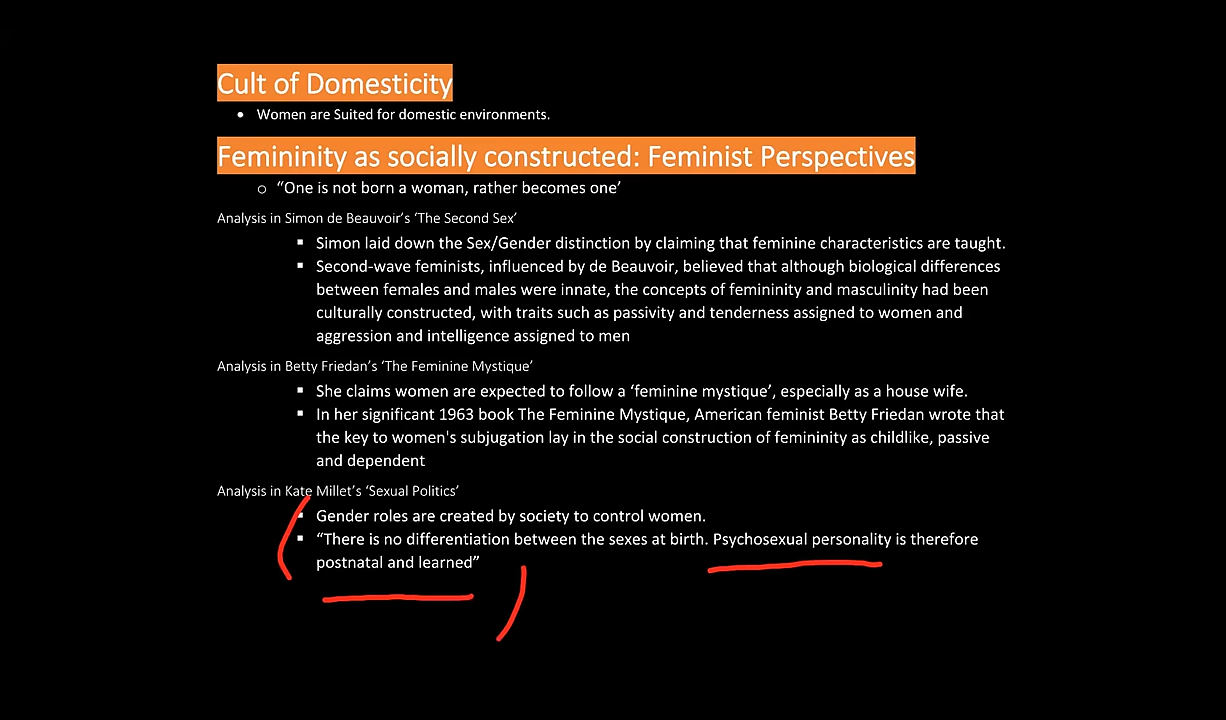 Cult of Domesticity
• Women are Suited for domestic environments.
Femininity as socially constructed: Feminist Perspectives
o “One is not born a woman, rather becomes one’
Analysis in Simon de Beauvoir’s ‘The Second Sex’
▪ Simon laid down the Sex/Gender distinction by claiming that feminine characteristics are taught.
▪ Second-wave feminists, influenced by de Beauvoir, believed that although biological differences
between females and males were innate, the concepts of femininity and masculinity had been
culturally constructed, with traits such as passivity and tenderness assigned to women and
aggression and intelligence assigned to men
Analysis in Betty Friedan’s ‘The Feminine Mystique’
▪ She claims women are expected to follow a ‘feminine mystique’, especially as a house wife.
▪ In her significant 1963 book The Feminine Mystique, American feminist Betty Friedan wrote that
the key to women's subjugation lay in the social construction of femininity as childlike, passive
and dependent
Analysis in Kate Millet’s ‘Sexual Politics’
▪ Gender roles are created by society to control women.
▪ “There is no differentiation between the sexes at birth. Psychosexual personality is therefore
postnatal and learned”